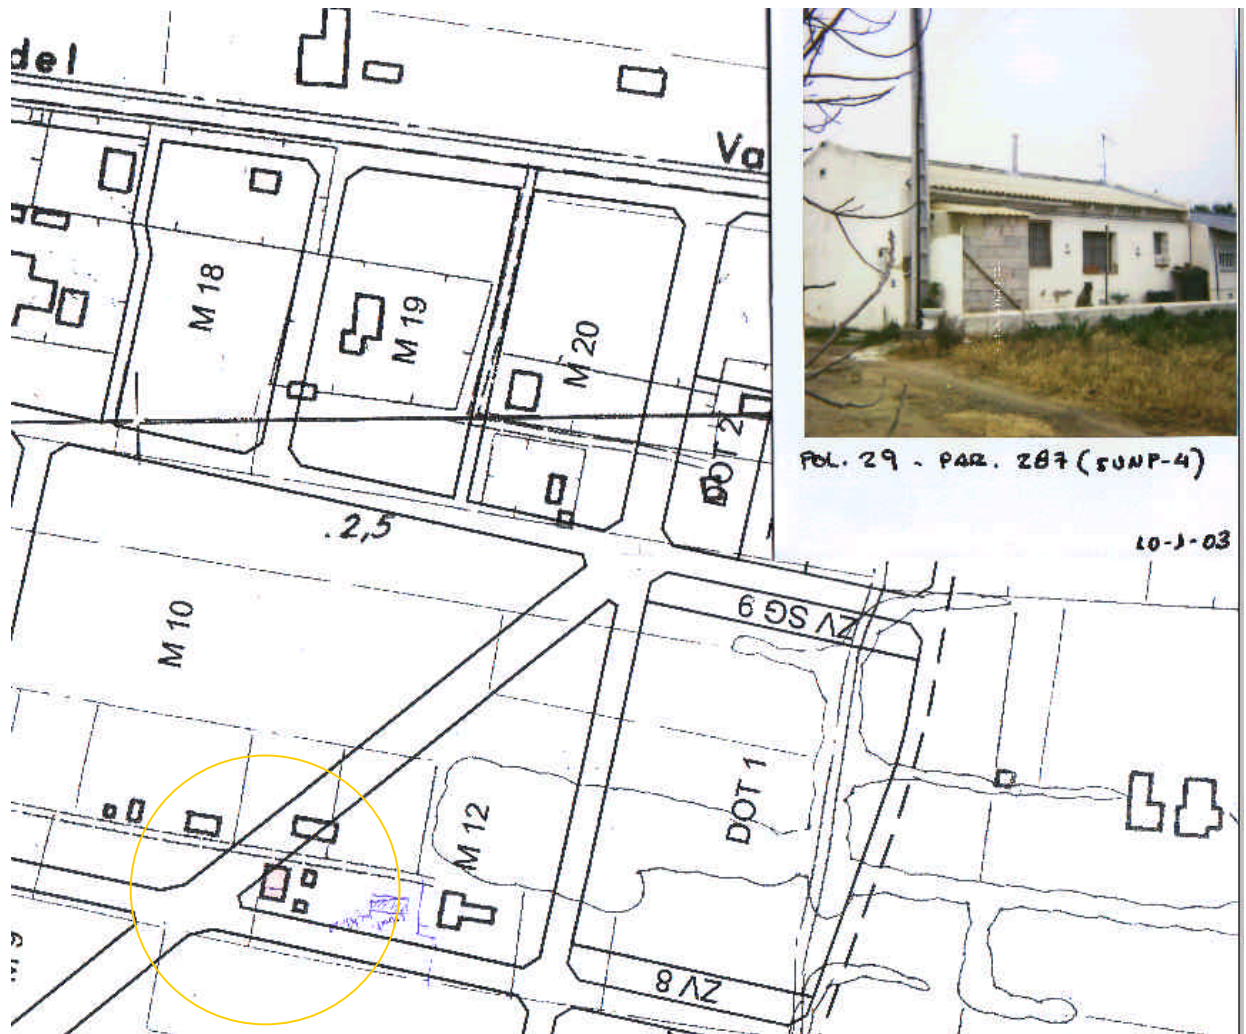 del
Va
M 18
M 19
M 20
DOT 2
POL. 29 - PAR. 287 (SUNP-4)
10-1-03
.2,5
ZV SG 9
M 10
DOT 1
M 12
M 9
ZV 8